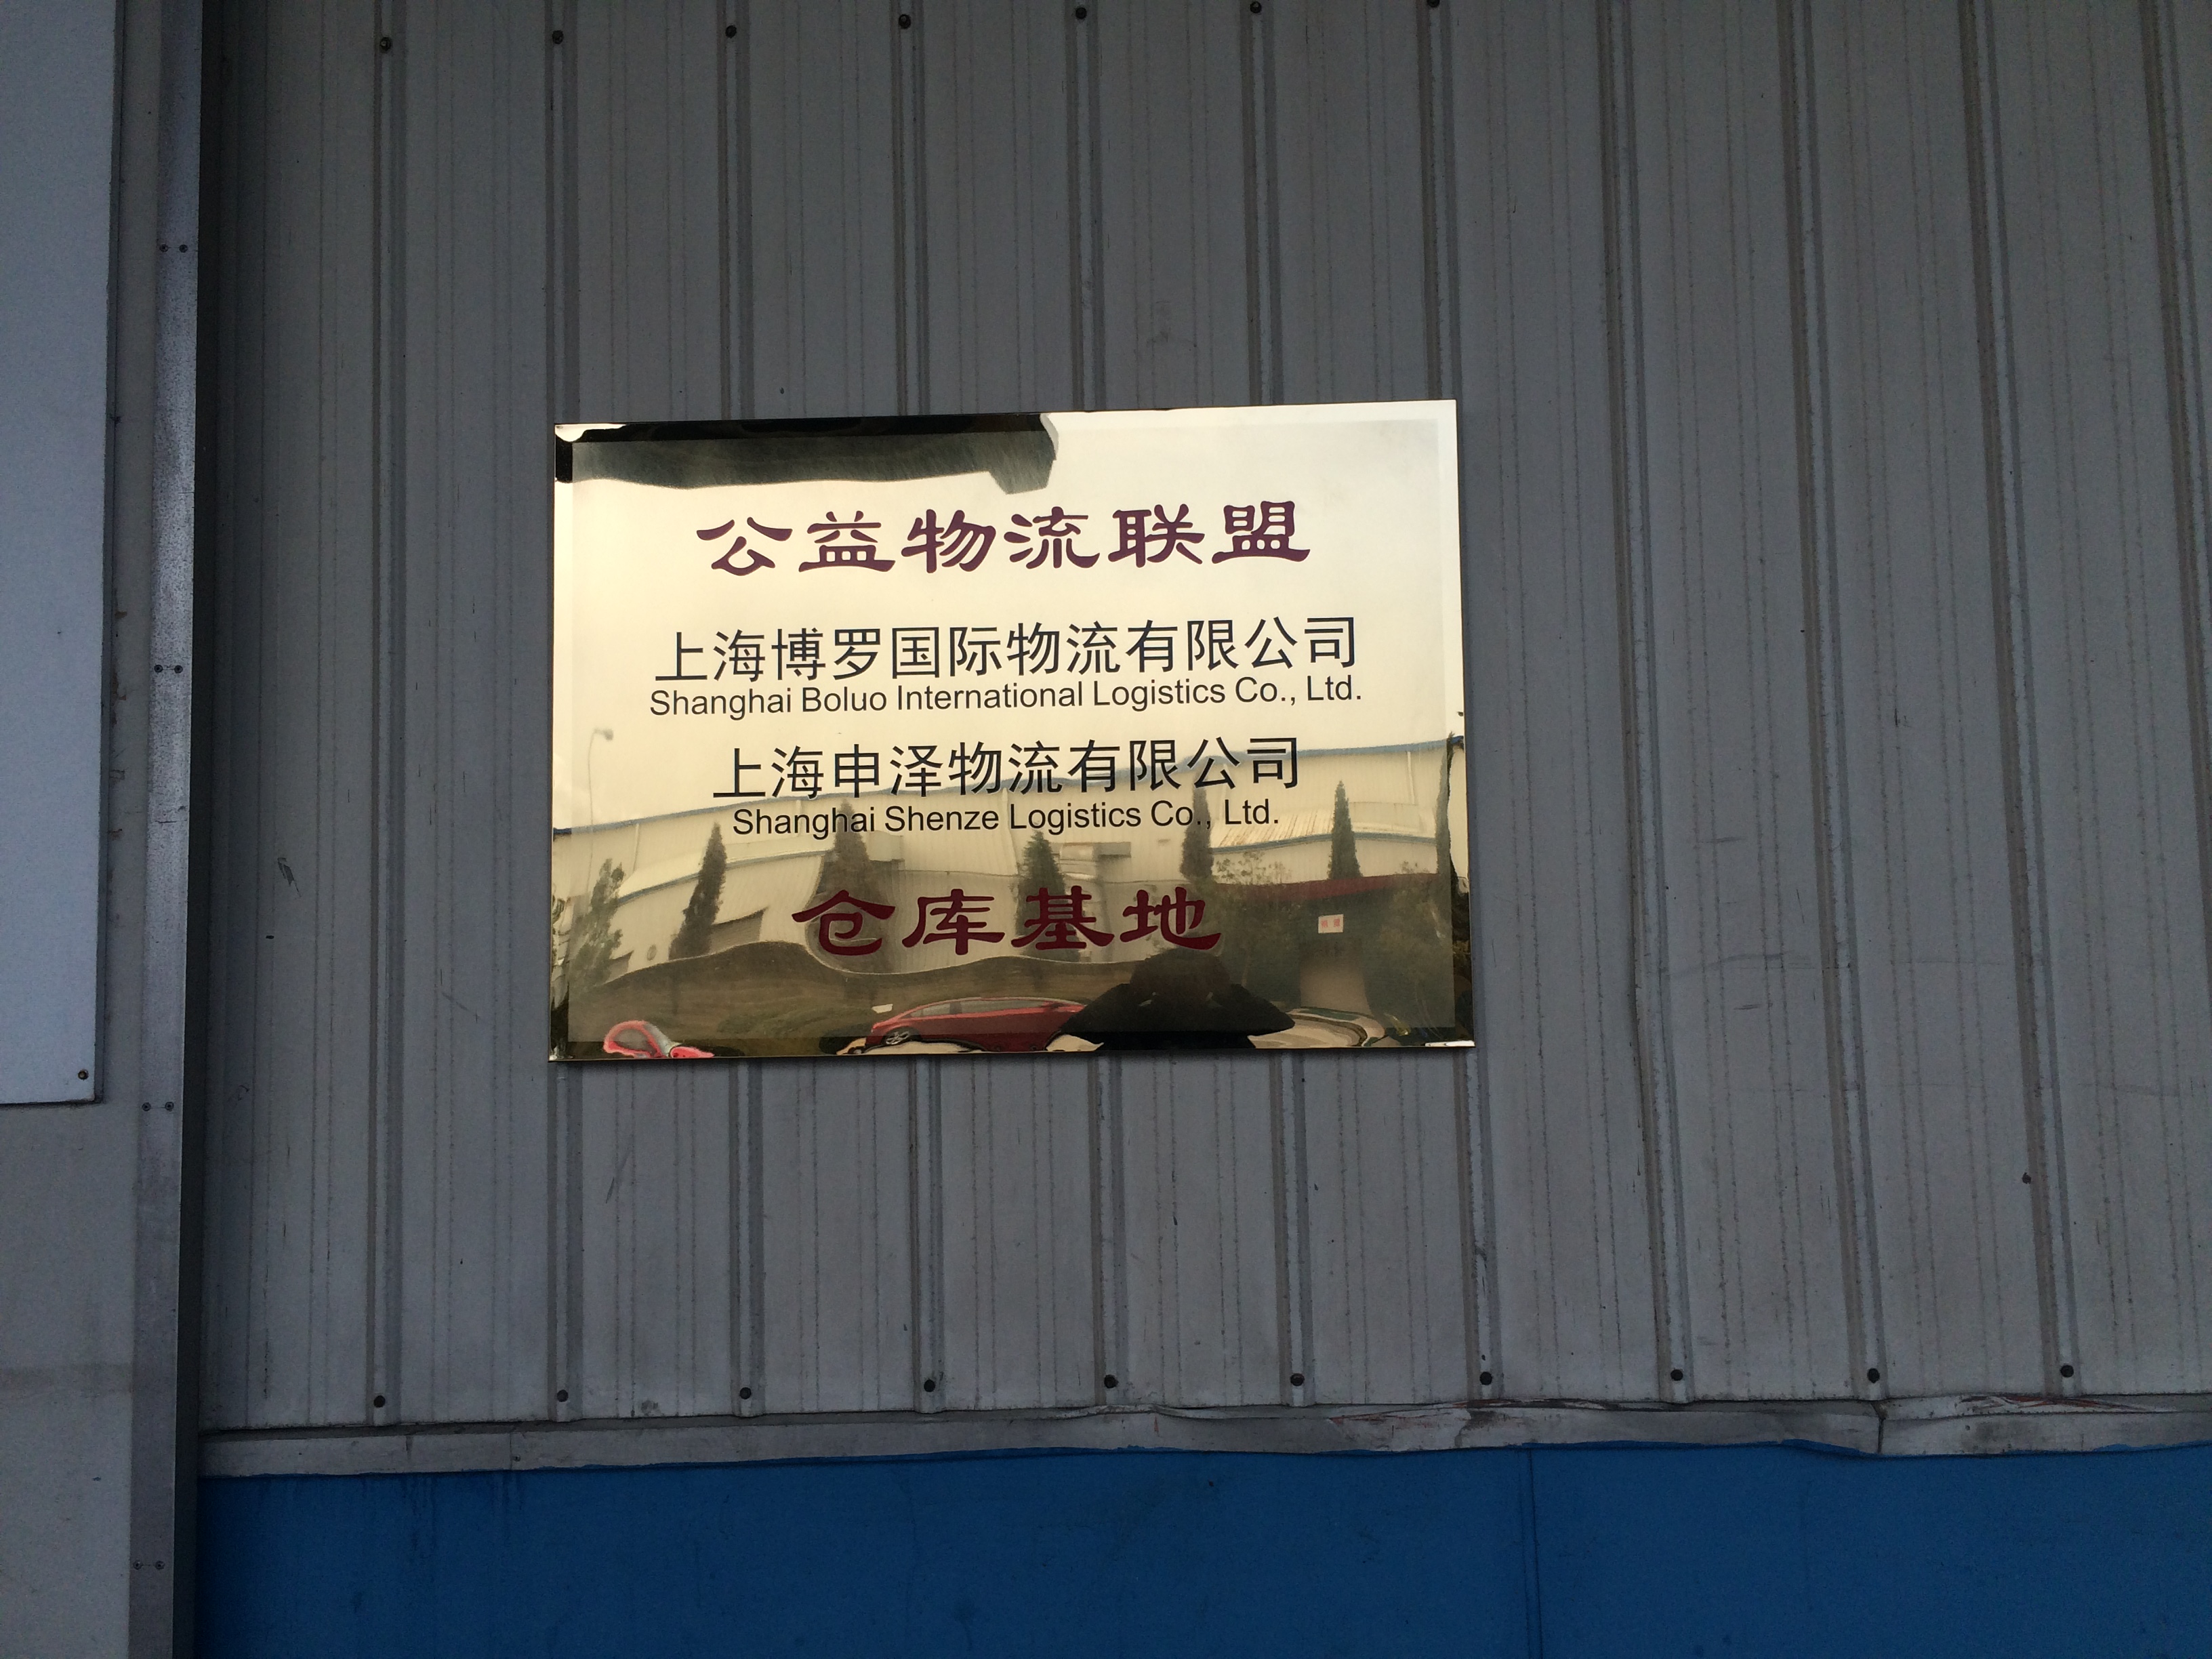 公益物流联盟
上海博罗国际物流有限公司
Shanghai Boluo International Logistics Co., Ltd.
上海申泽物流有限公司
Shanghai Shenze Logistics Co., Ltd.
仓库基地